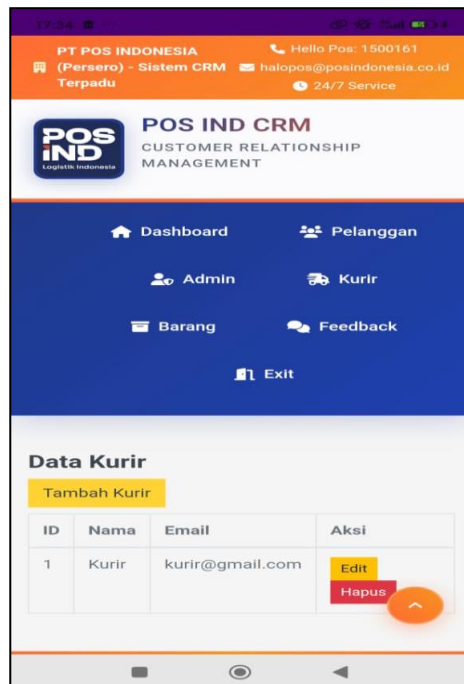 17:34
PT POS INDONESIA
(Persero) - Sistem CRM
Terpadu
Hello Pos: 1500161
halopos@posindonesia.co.id
24/7 Service
POS
IND
Logistik Indonesia
POS IND CRM
CUSTOMER RELATIONSHIP
MANAGEMENT
Dashboard
Pelanggan
Admin
Kurir
Barang
Feedback
Exit
Data Kurir
Tambah Kurir
ID Nama Email Aksi
1 Kurir kurir@gmail.com Edit
Hapus